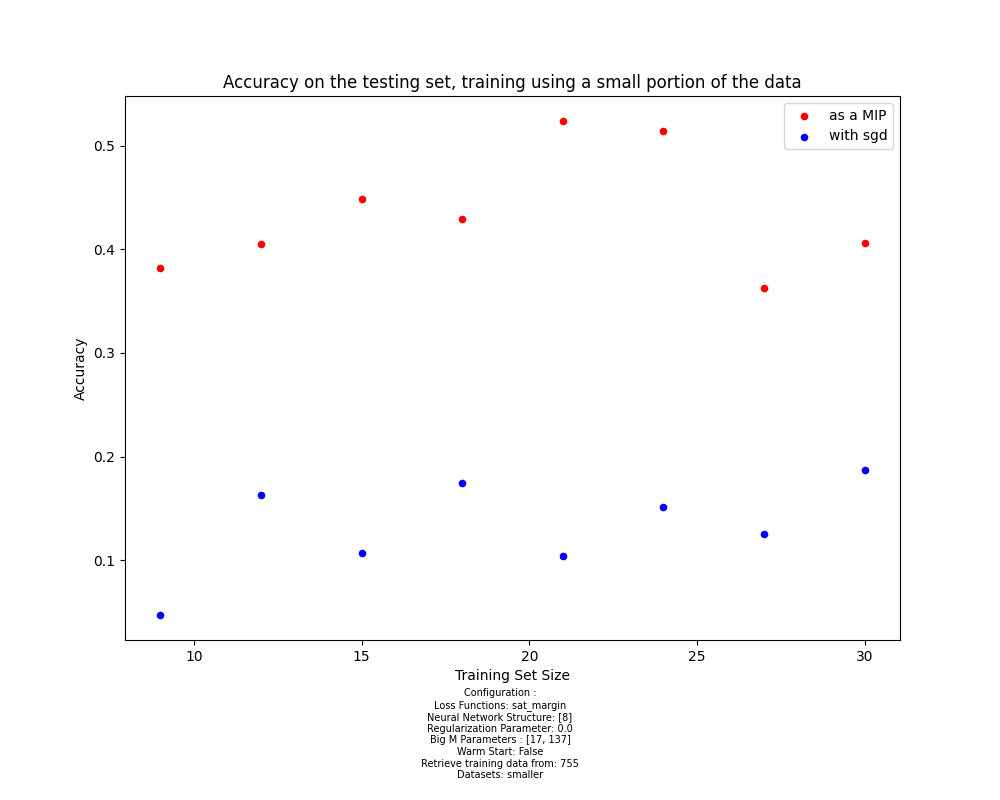 Accuracy on the testing set, training using a small portion of the data
as a MIP
with sgd
0.5
0.4
0.3
0.2
0.1
Accuracy
10
15
20
25
30
Training Set Size
Configuration :
Loss Functions: sat_margin
Neural Network Structure: [8]
Regularization Parameter: 0.0
Big M Parameters : [17, 137]
Warm Start: False
Retrieve training data from: 755
Datasets: smaller